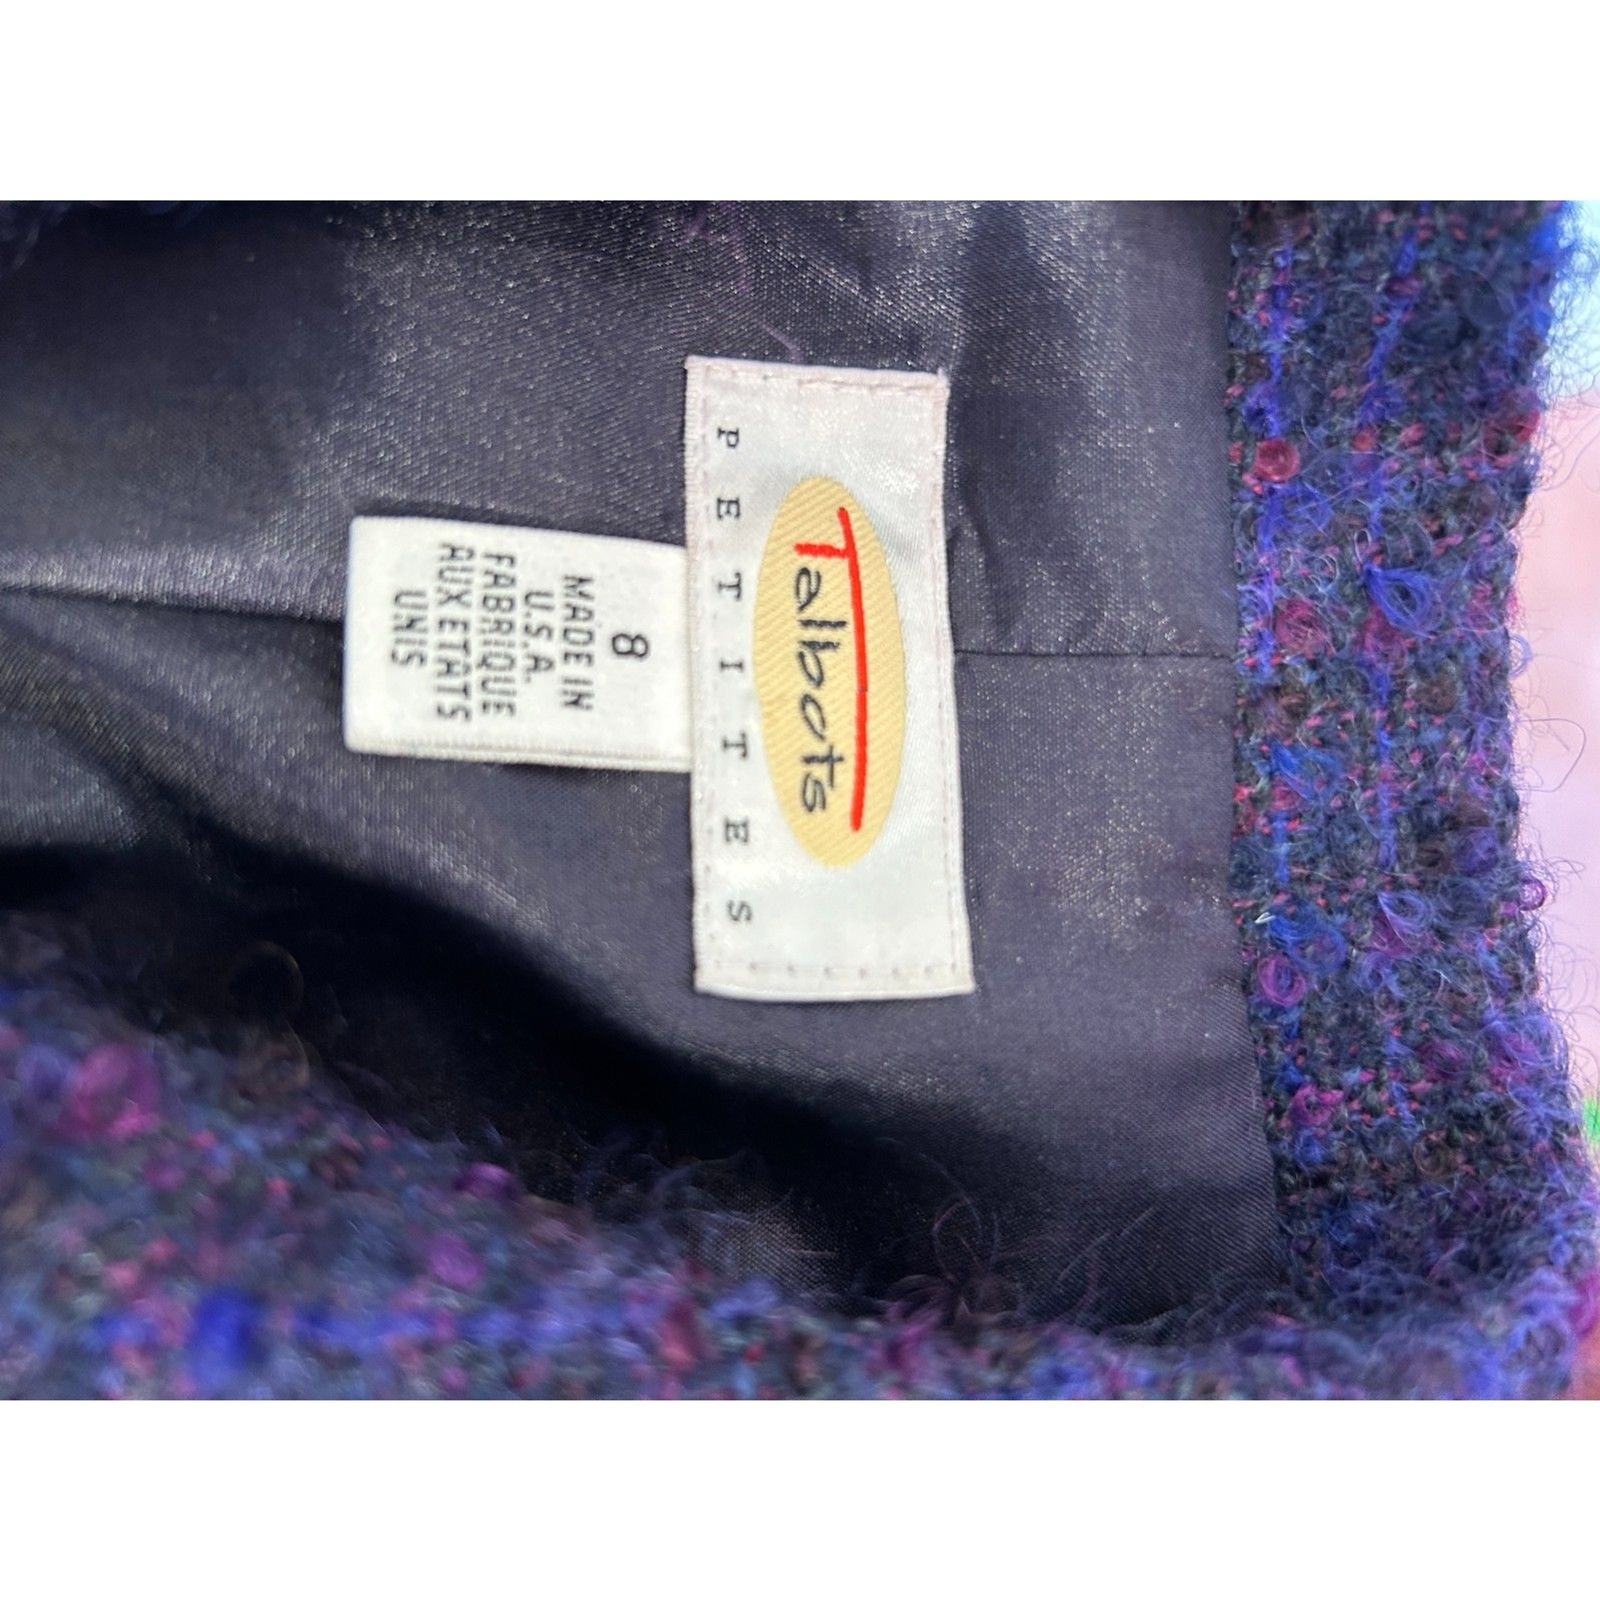 Talbots
PETITES
8
MADE IN
U.S.A.
FABRIQUE
AUX ETATS
UNIS